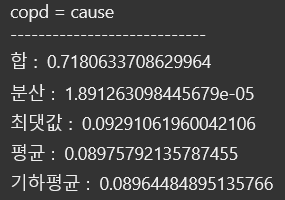 copd = cause
----------------------------
합 :  0.7180633708629964
분산 :  1.891263098445679e-05
최댓값 :  0.09291061960042106
평균 :  0.08975792135787455
기하평균 :  0.08964484895135766